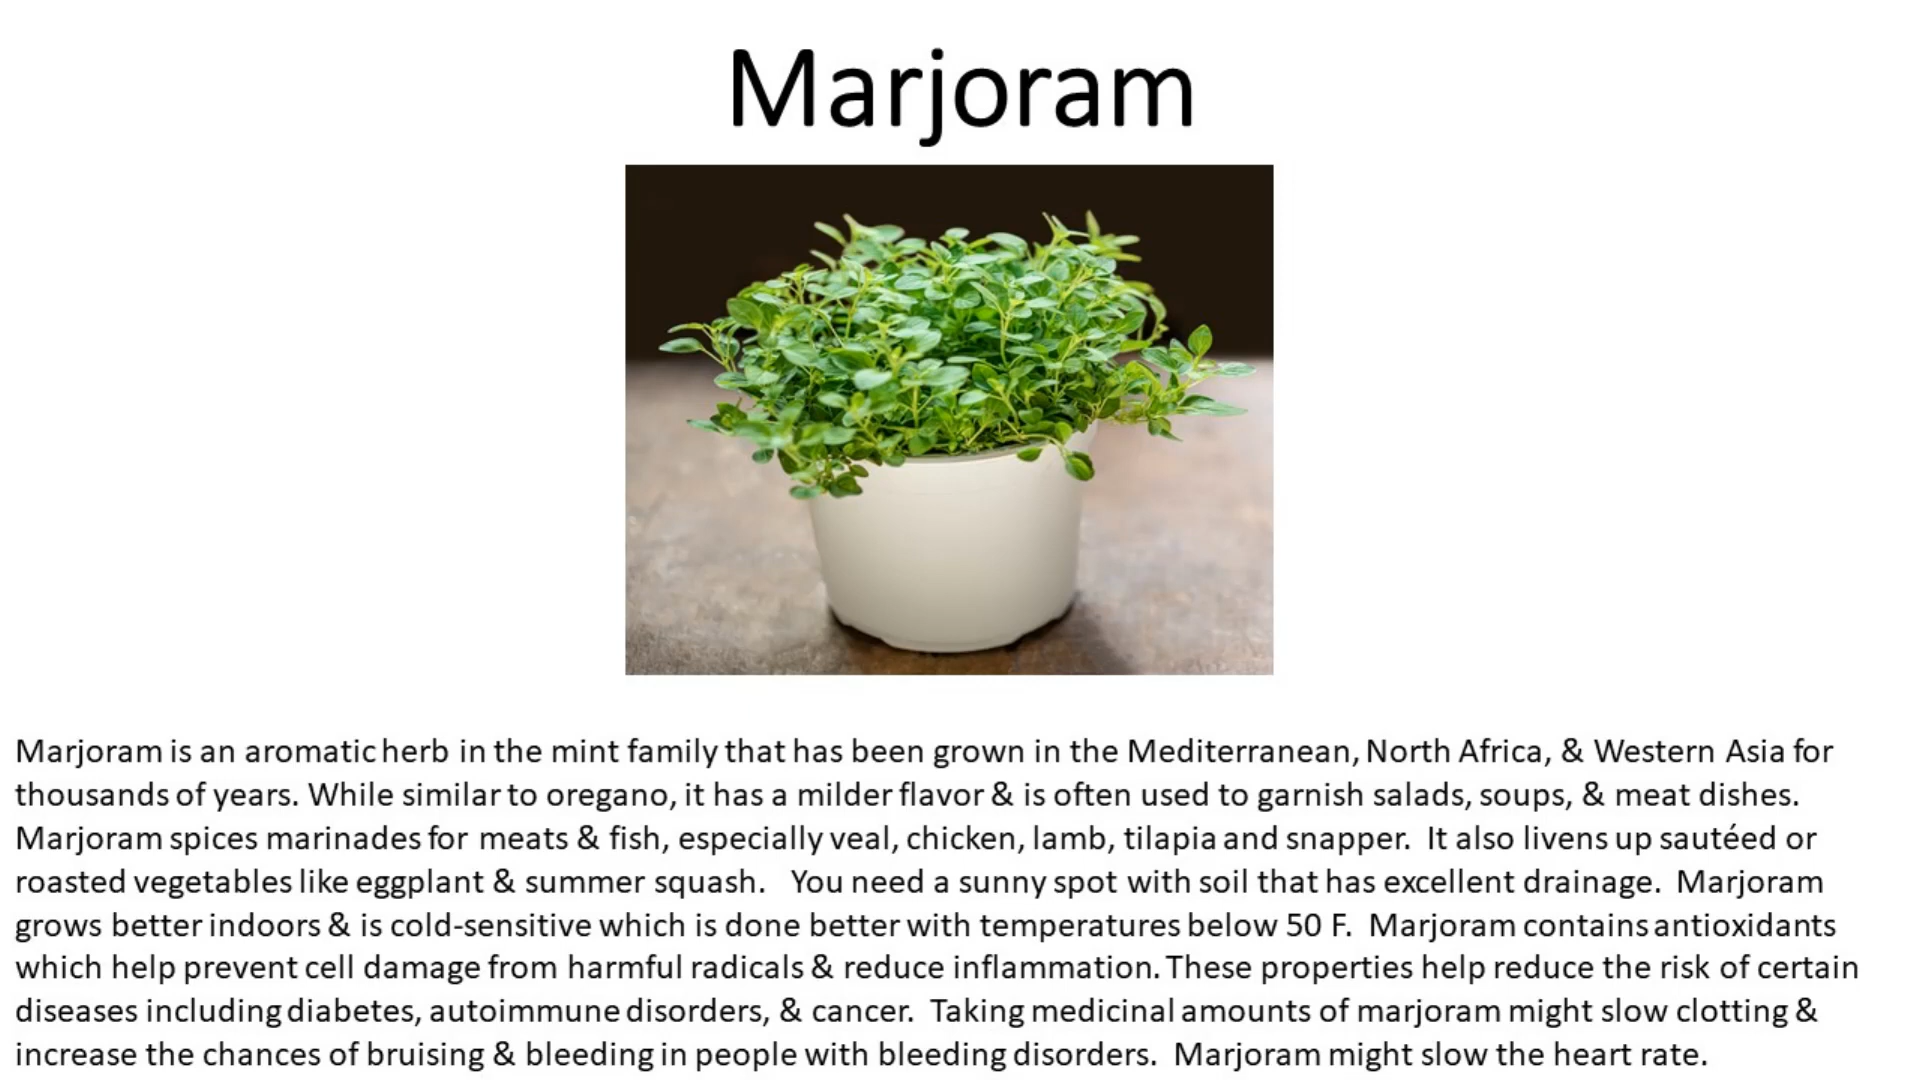 Marjoram
Marjoram is an aromatic herb in the mint family that has been grown in the Mediterranean, North Africa, & Western Asia for
thousands of years. While similar to oregano, it has a milder flavor & is often used to garnish salads, soups, & meat dishes.
Marjoram spices marinades for meats & fish, especially veal, chicken, lamb, tilapia and snapper. It also livens up sautéed or
roasted vegetables like eggplant & summer squash. You need a sunny spot with soil that has excellent drainage. Marjoram
grows better indoors & is cold-sensitive which is done better with temperatures below 50 F. Marjoram contains antioxidants
which help prevent cell damage from harmful radicals & reduce inflammation. These properties help reduce the risk of certain
diseases including diabetes, autoimmune disorders, & cancer. Taking medicinal amounts of marjoram might slow clotting &
increase the chances of bruising & bleeding in people with bleeding disorders. Marjoram might slow the heart rate.